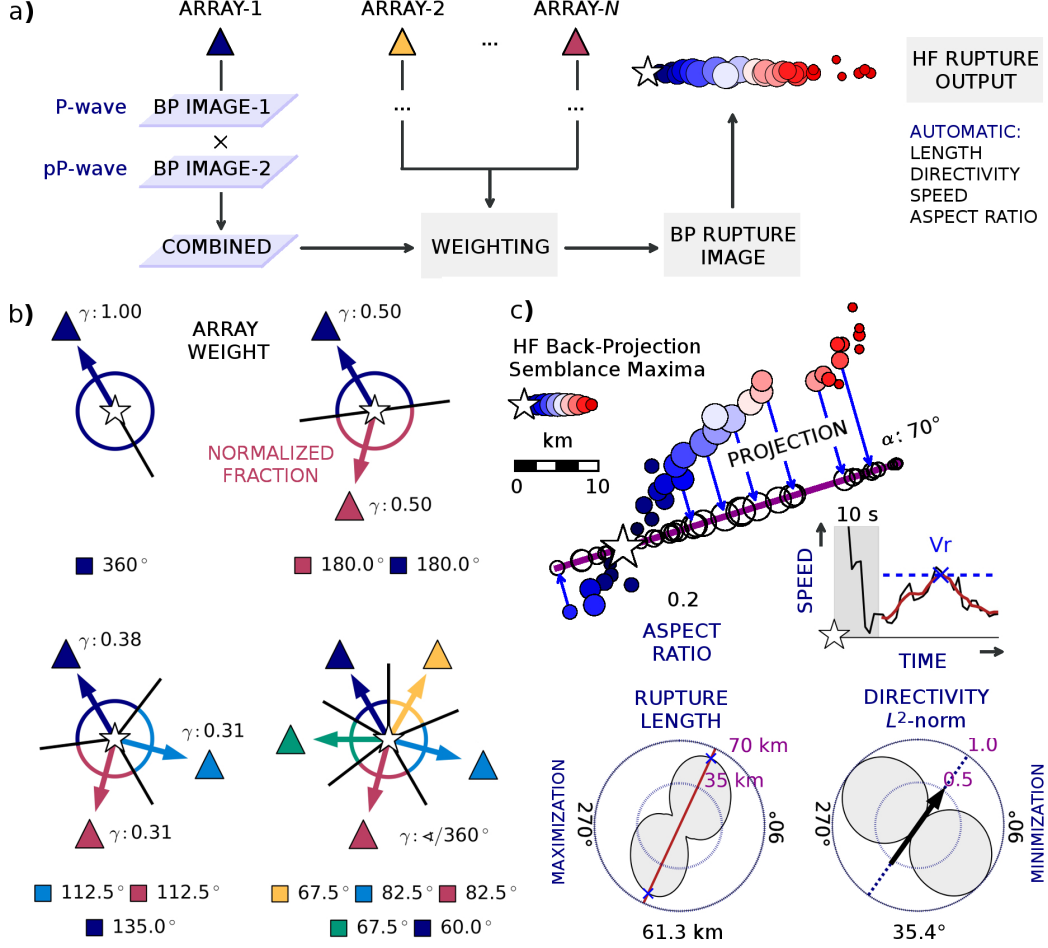 a)
ARRAY-1
ARRAY-2
...
ARRAY-N
P-wave
BP IMAGE-1
×
pP-wave
BP IMAGE-2
...
...
COMBINED
WEIGHTING
BP RUPTURE
IMAGE
HF RUPTURE
OUTPUT
AUTOMATIC:
LENGTH
DIRECTIVITY
SPEED
ASPECT RATIO
b)
γ: 1.00
ARRAY
WEIGHT
γ: 0.50
NORMALIZED
FRACTION
γ: 0.50
360°
180.0° 180.0°
γ: 0.38
γ: 0.31
γ: 0.31
γ: ∢/360°
112.5° 112.5°
135.0°
67.5° 82.5° 82.5°
67.5° 60.0°
c)
HF Back-Projection
Semblance Maxima
km
0 10
PROJECTION
α: 70°
0.2
ASPECT
RATIO
10 s
Vr
SPEED
TIME
RUPTURE
LENGTH
70 km
35 km
270°
90°
MAXIMIZATION
61.3 km
DIRECTIVITY
L²-norm
1.0
0.5
270°
90°
MINIMIZATION
35.4°